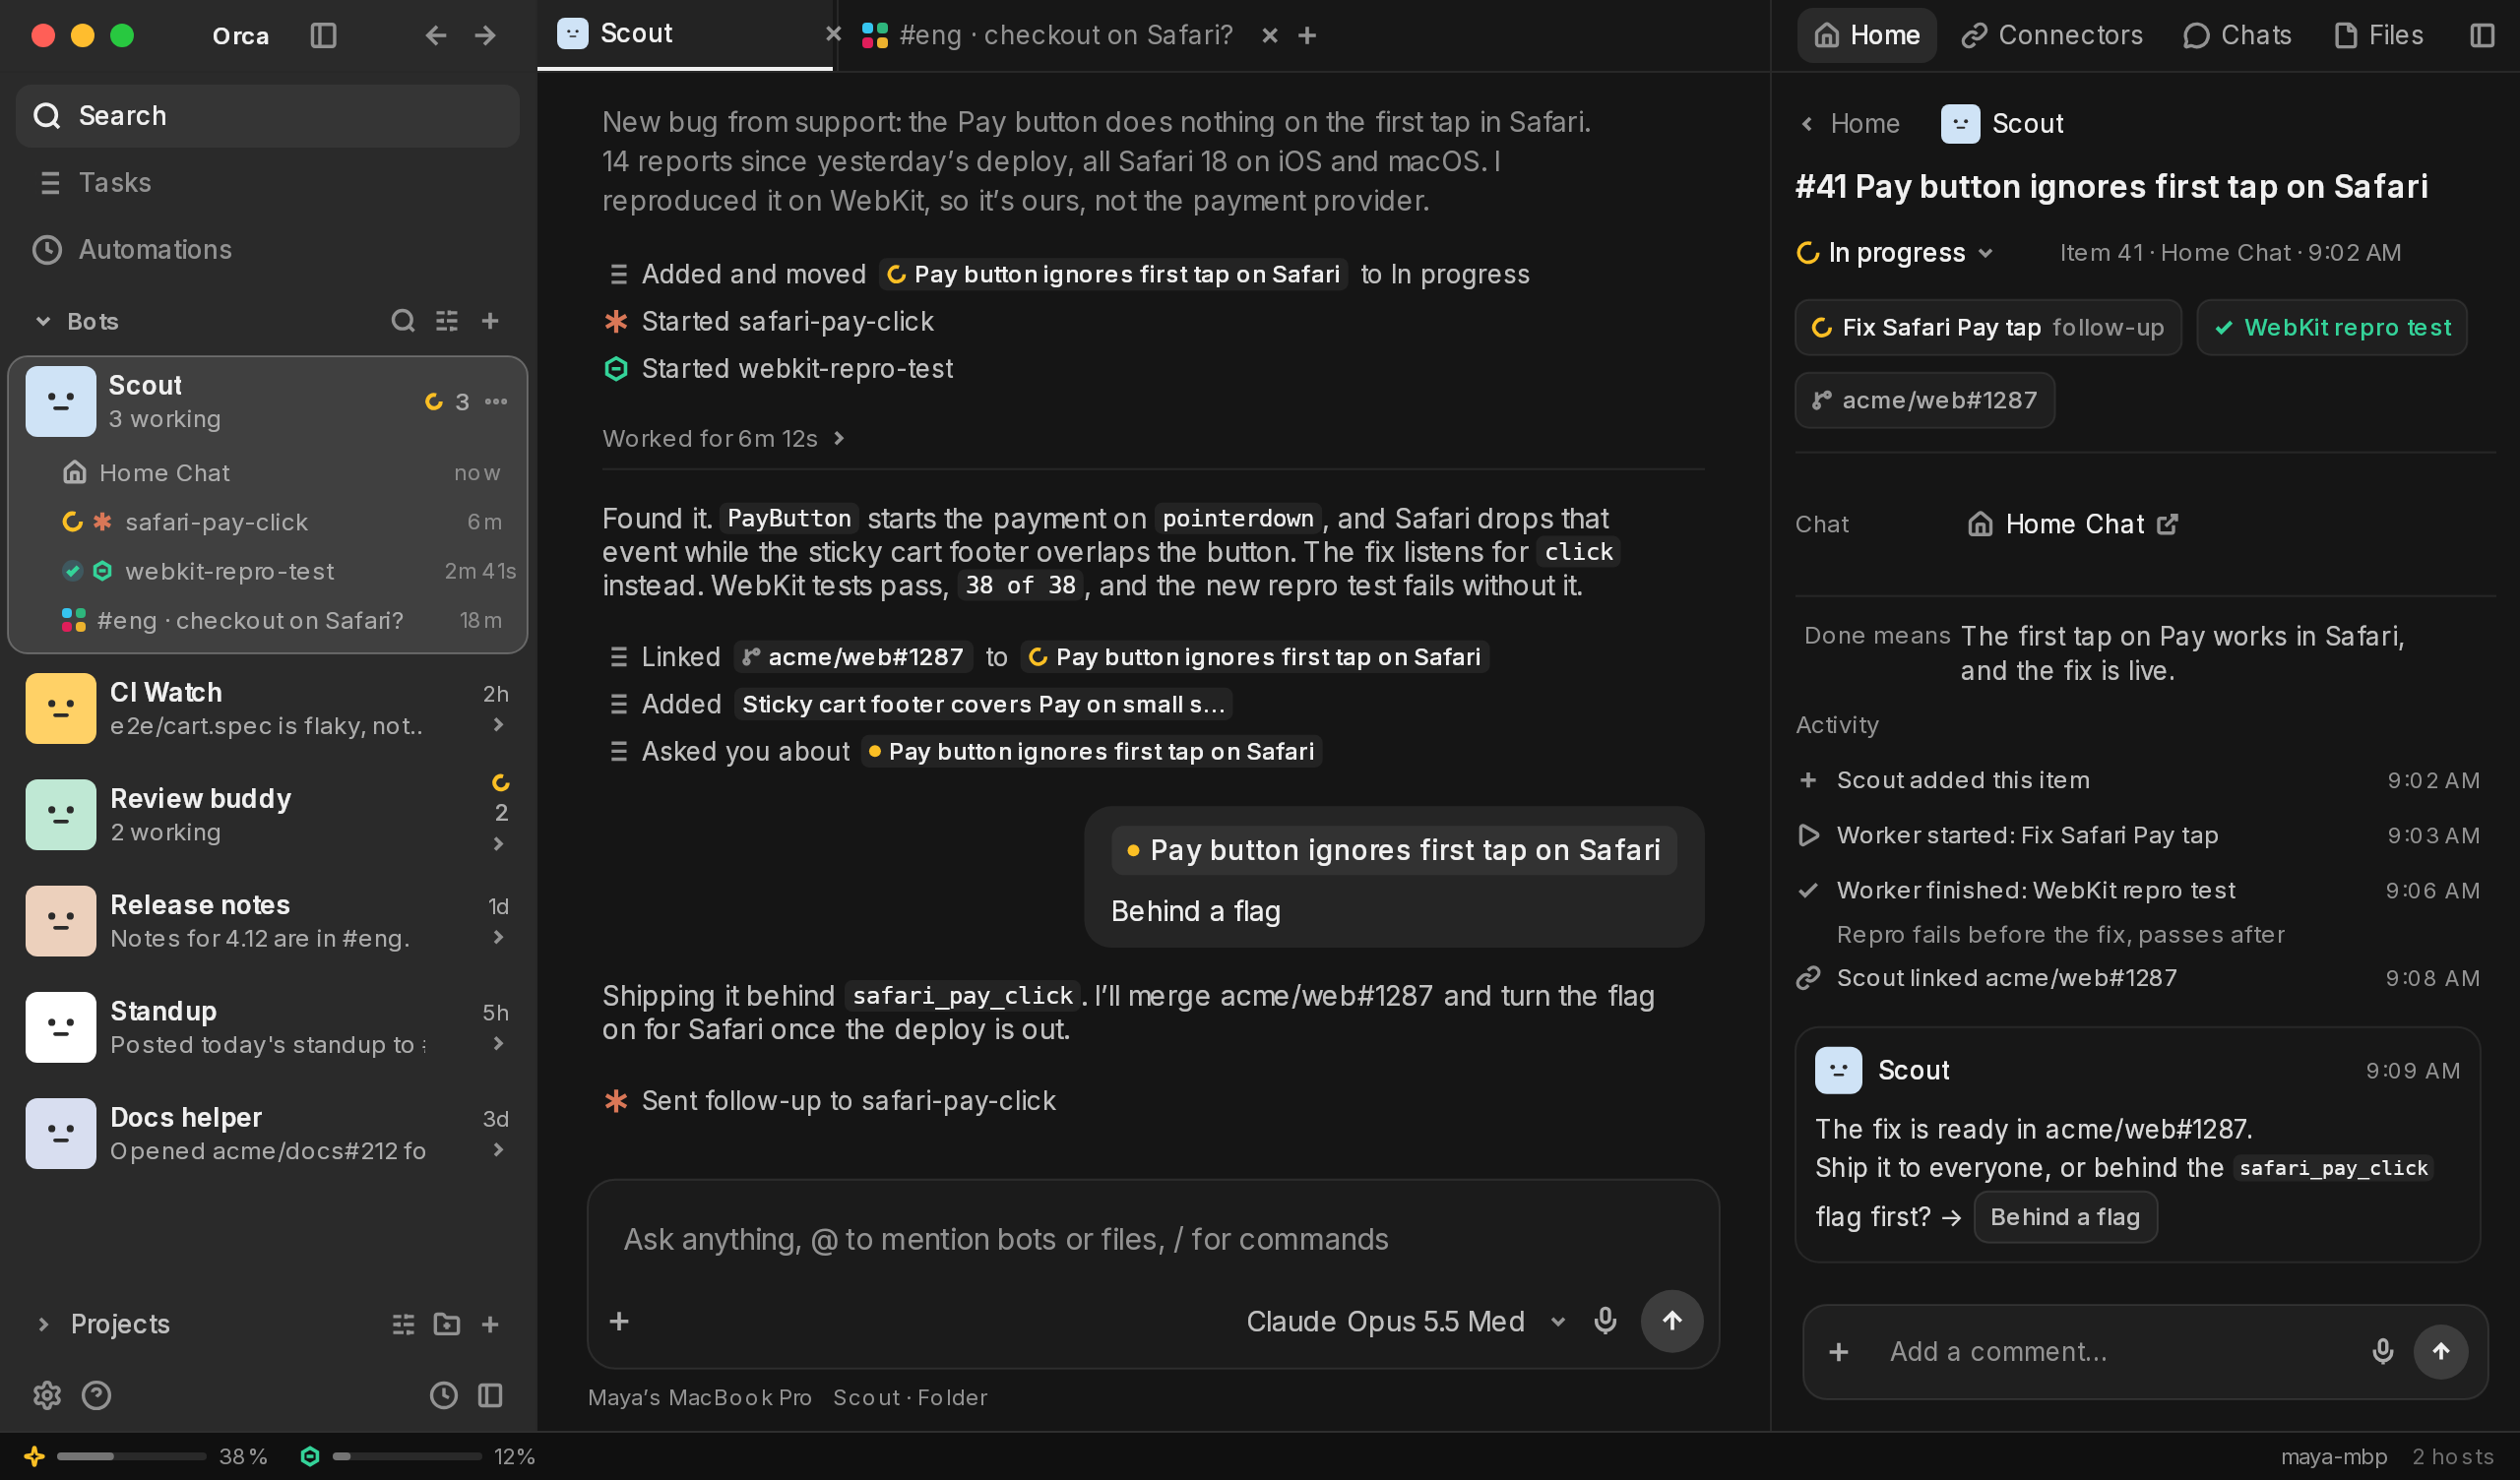 Orca
Search
Tasks
Automations
Bots
Scout
3 working
3
Home Chat
now
safari-pay-click
6m
webkit-repro-test
2m 41s
#eng · checkout on Safari?
18m
CI Watch
2h
e2e/cart.spec is flaky, not..
Review buddy
2
2 working
Release notes
1d
Notes for 4.12 are in #eng.
Standup
5h
Posted today's standup to
Docs helper
3d
Opened acme/docs#212 fo
Projects
38%
12%
Scout
#eng · checkout on Safari?
New bug from support: the Pay button does nothing on the first tap in Safari.
14 reports since yesterday’s deploy, all Safari 18 on iOS and macOS. I
reproduced it on WebKit, so it’s ours, not the payment provider.
Added and moved Pay button ignores first tap on Safari to In progress
Started safari-pay-click
Started webkit-repro-test
Worked for 6m 12s
Found it. PayButton starts the payment on pointerdown, and Safari drops that
event while the sticky cart footer overlaps the button. The fix listens for click
instead. WebKit tests pass, 38 of 38, and the new repro test fails without it.
Linked acme/web#1287 to Pay button ignores first tap on Safari
Added Sticky cart footer covers Pay on small s...
Asked you about Pay button ignores first tap on Safari
Pay button ignores first tap on Safari
Behind a flag
Shipping it behind safari_pay_click. I’ll merge acme/web#1287 and turn the flag
on for Safari once the deploy is out.
Sent follow-up to safari-pay-click
Ask anything, @ to mention bots or files, / for commands
Claude Opus 5.5 Med
Maya’s MacBook Pro
Scout · Folder
Home
Connectors
Chats
Files
Home
Scout
#41 Pay button ignores first tap on Safari
In progress
Item 41 · Home Chat · 9:02 AM
Fix Safari Pay tap follow-up
WebKit repro test
acme/web#1287
Chat
Home Chat
Done means
The first tap on Pay works in Safari,
and the fix is live.
Activity
Scout added this item
9:02 AM
Worker started: Fix Safari Pay tap
9:03 AM
Worker finished: WebKit repro test
9:06 AM
Repro fails before the fix, passes after
Scout linked acme/web#1287
9:08 AM
Scout
9:09 AM
The fix is ready in acme/web#1287.
Ship it to everyone, or behind the safari_pay_click
flag first? → Behind a flag
Add a comment...
maya-mbp
2 hosts